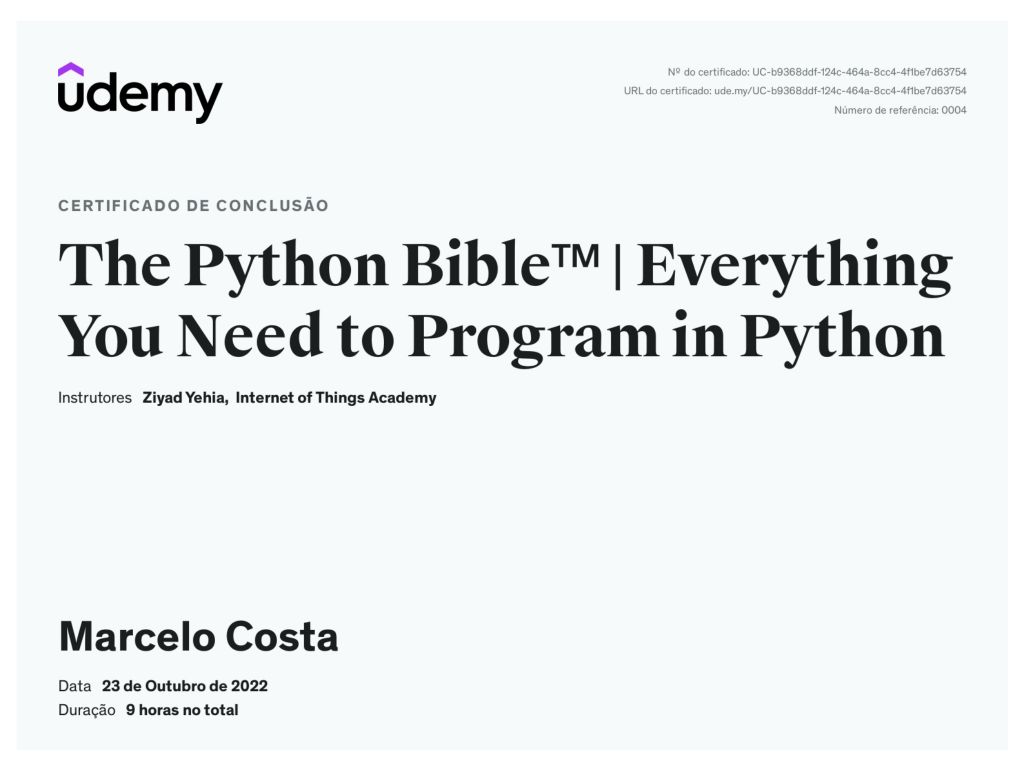 udemy
Nº do certificado: UC-b9368ddf-124c-464a-8cc4-4f1be7d63754
URL do certificado: ude.my/UC-b9368ddf-124c-464a-8cc4-4f1be7d63754
Número de referência: 0004
CERTIFICADO DE CONCLUSÃO
The Python Bible™ | Everything
You Need to Program in Python
Instrutores Ziyad Yehia, Internet of Things Academy
Marcelo Costa
Data 23 de Outubro de 2022
Duração 9 horas no total